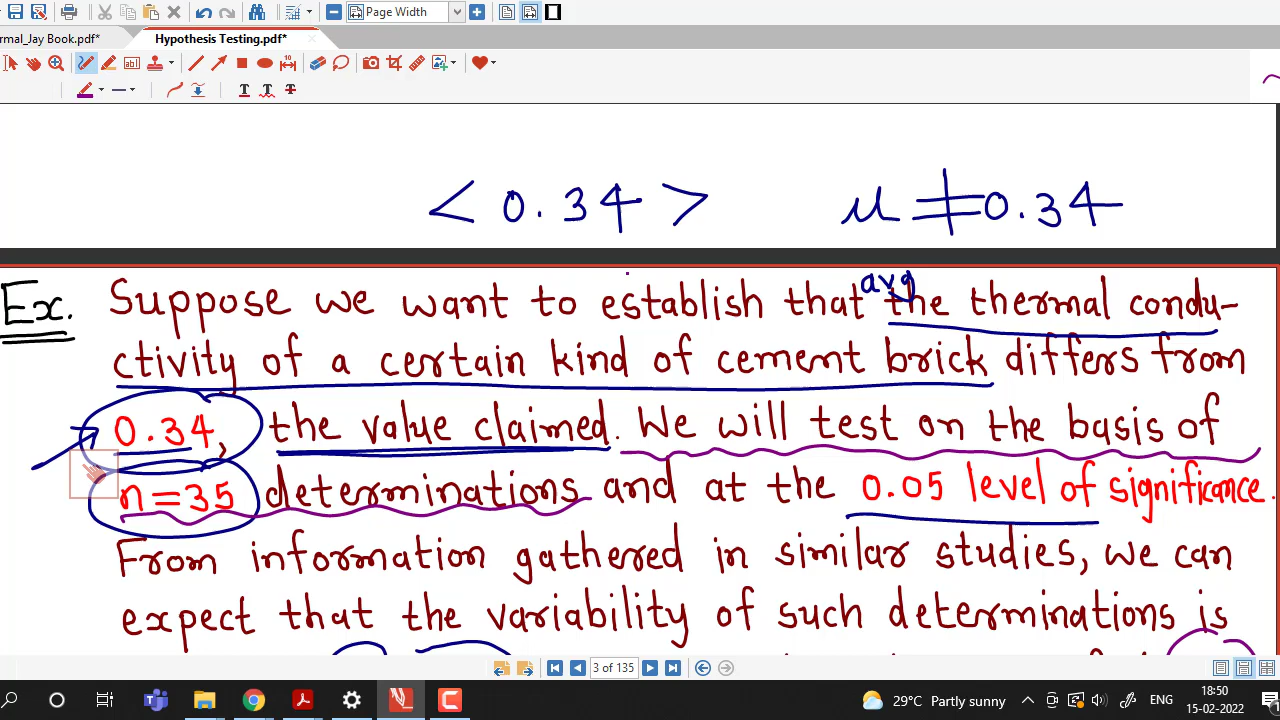 Page Width
rmal_Jay Book.pdf*
Hypothesis Testing.pdf*
< 0.34 > μ ≠ 0.34
avg
Ex. Suppose we want to establish that the thermal condu-
ctivity of a certain kind of cement brick differs from
0.34, the value claimed. We will test on the basis of
n=35 determinations and at the 0.05 level of significance.
From information gathered in similar studies, we can
expect that the variability of such determinations is
3 of 135
29°C Partly sunny
ENG
18:50
15-02-2022